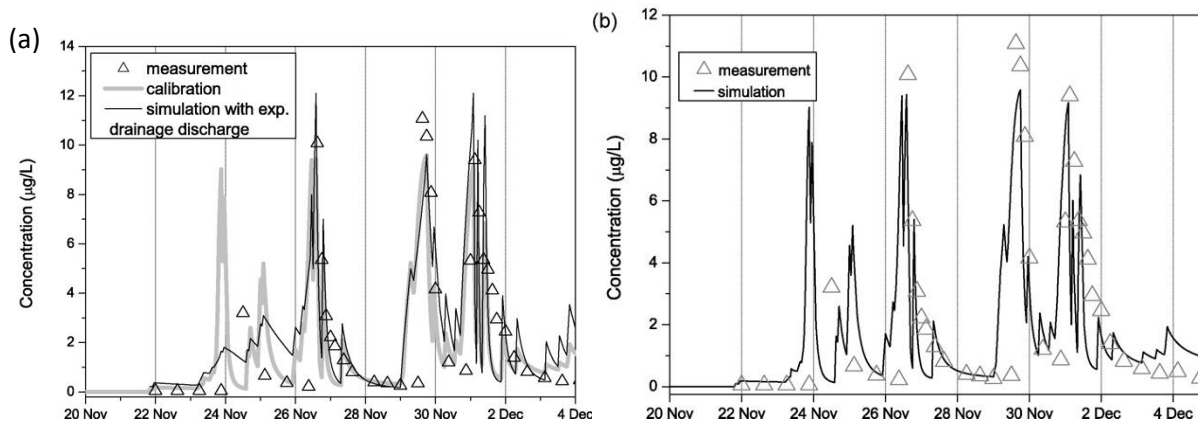 (a)
14
12
10
8
6
4
2
0
Concentration (µg/L)
measurement
calibration
simulation with exp.
drainage discharge
20 Nov 22 Nov 24 Nov 26 Nov 28 Nov 30 Nov 2 Dec 4 Dec
(b)
12
10
8
6
4
2
0
Concentration (µg/L)
measurement
simulation
20 Nov 22 Nov 24 Nov 26 Nov 28 Nov 30 Nov 2 Dec 4 Dec